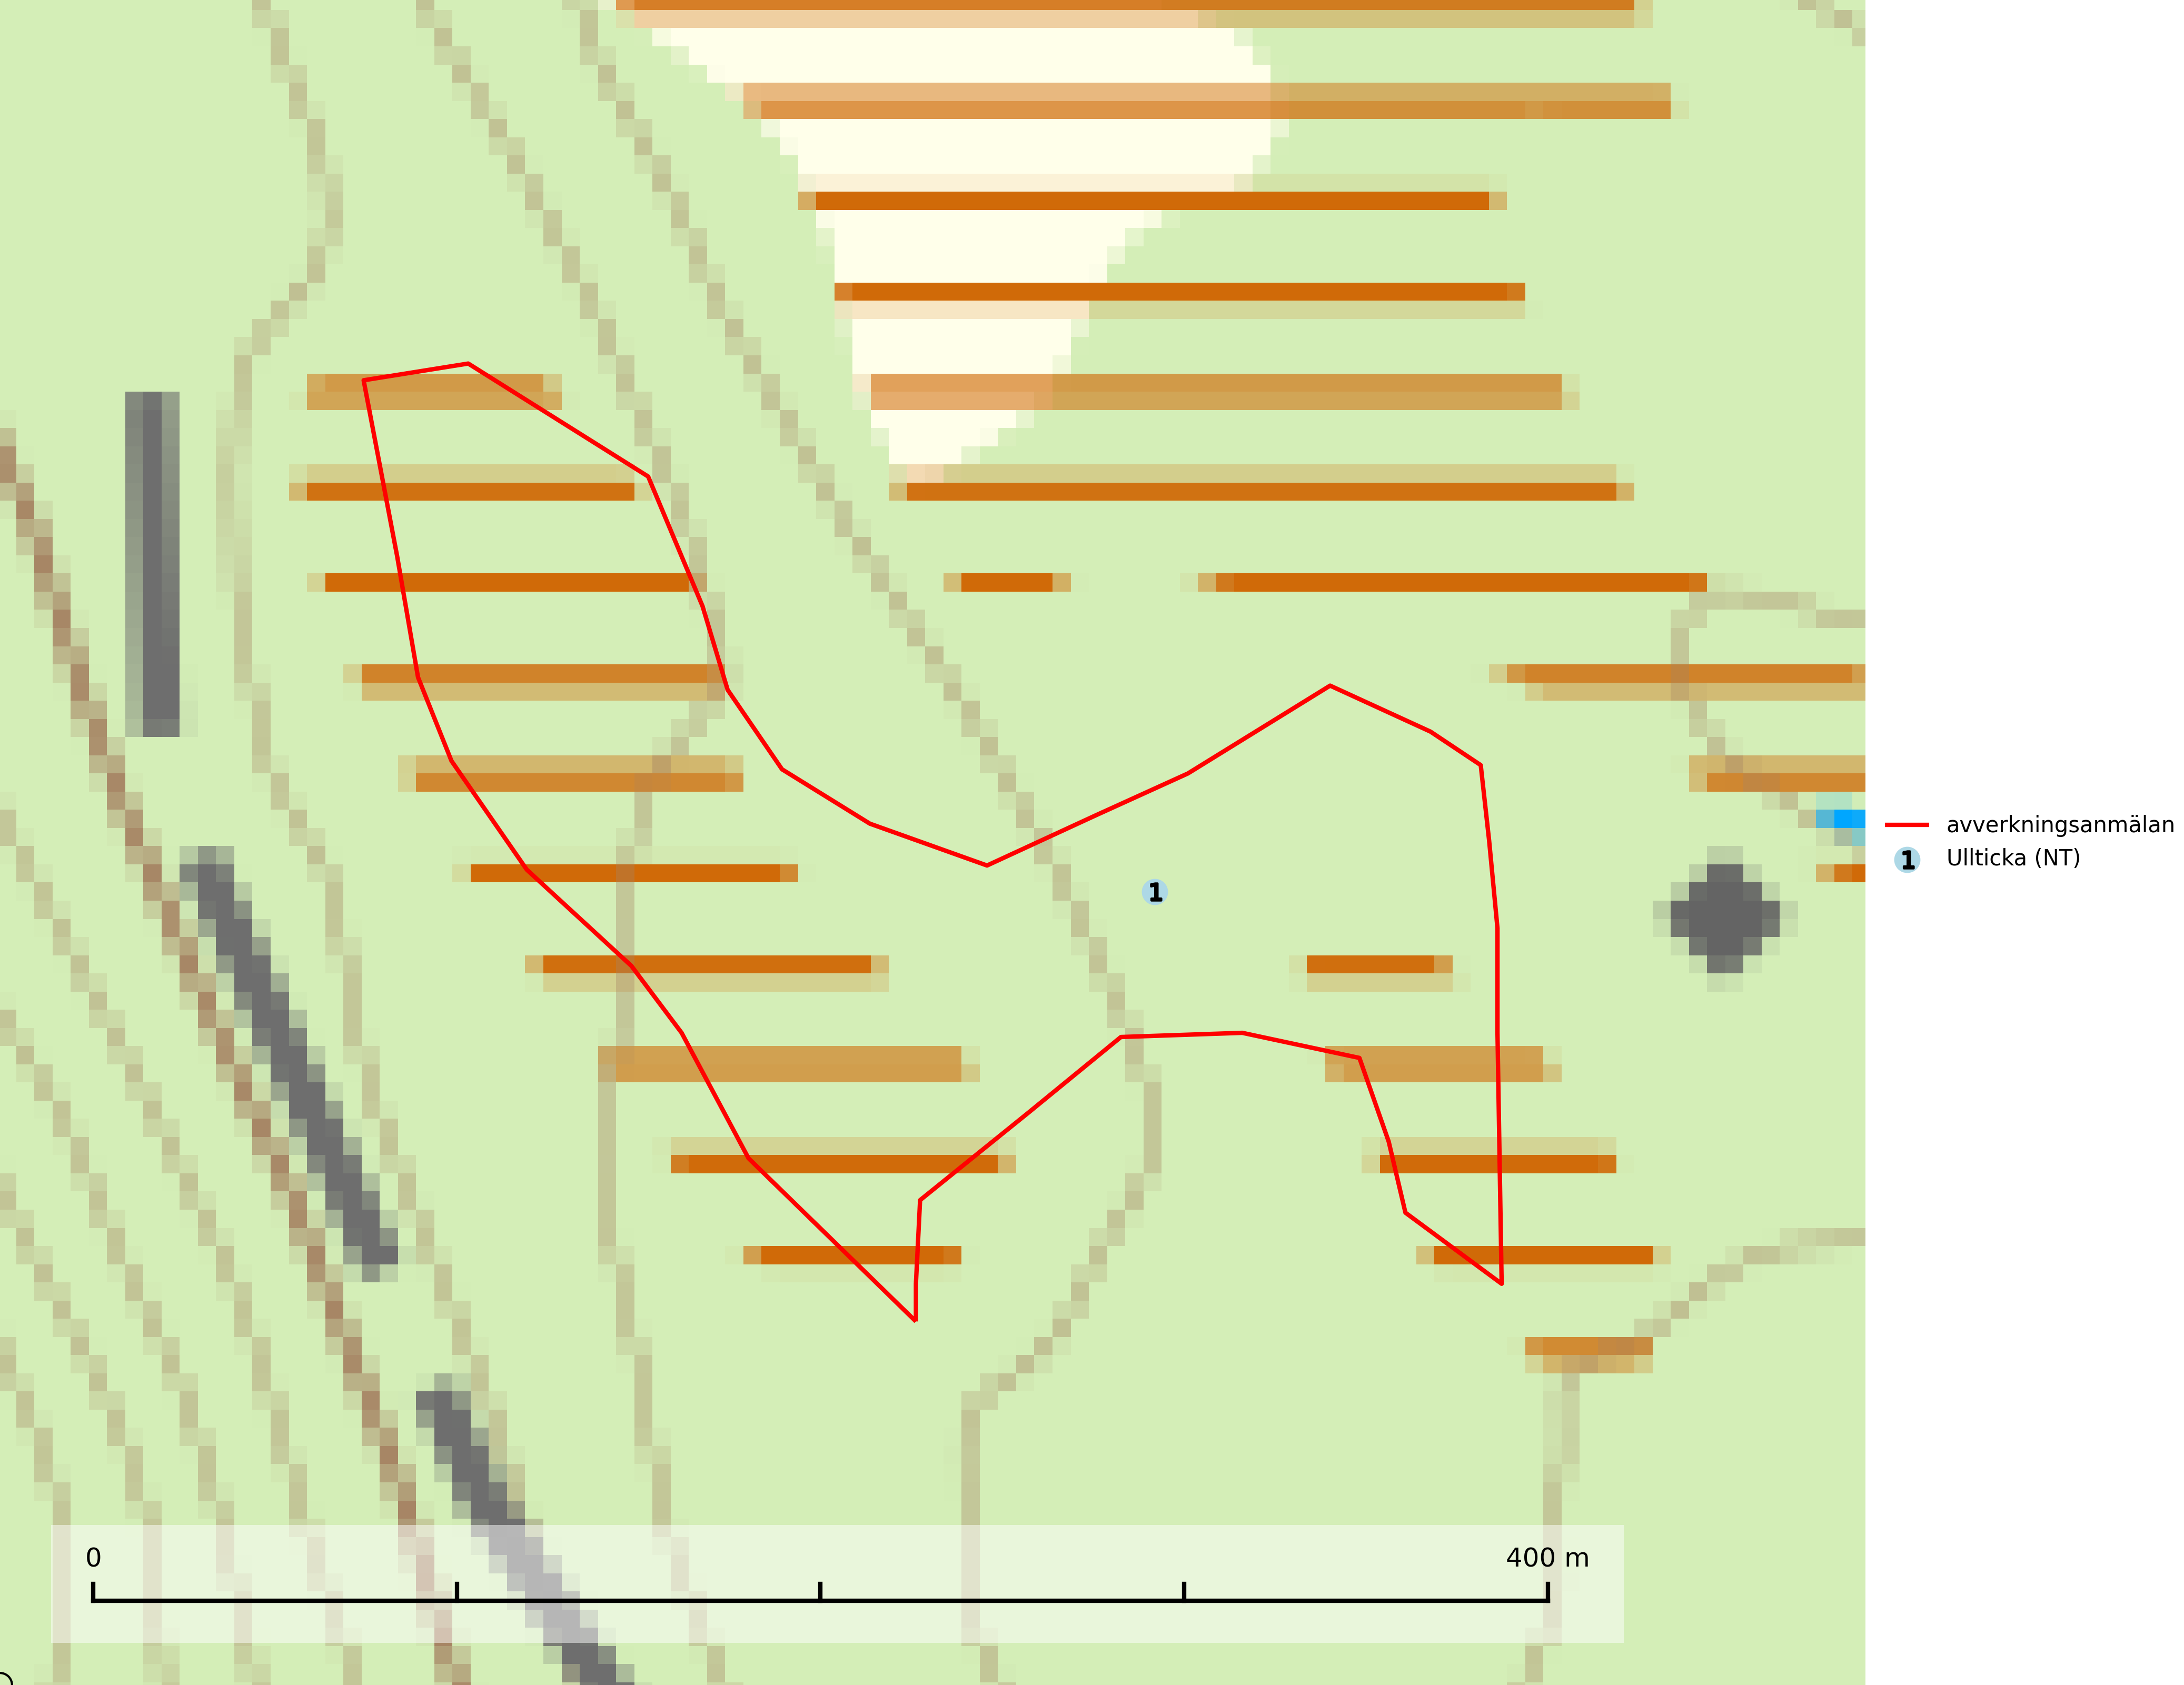 1
avverkningsanmälan
1 Ullticka (NT)
0 400 m